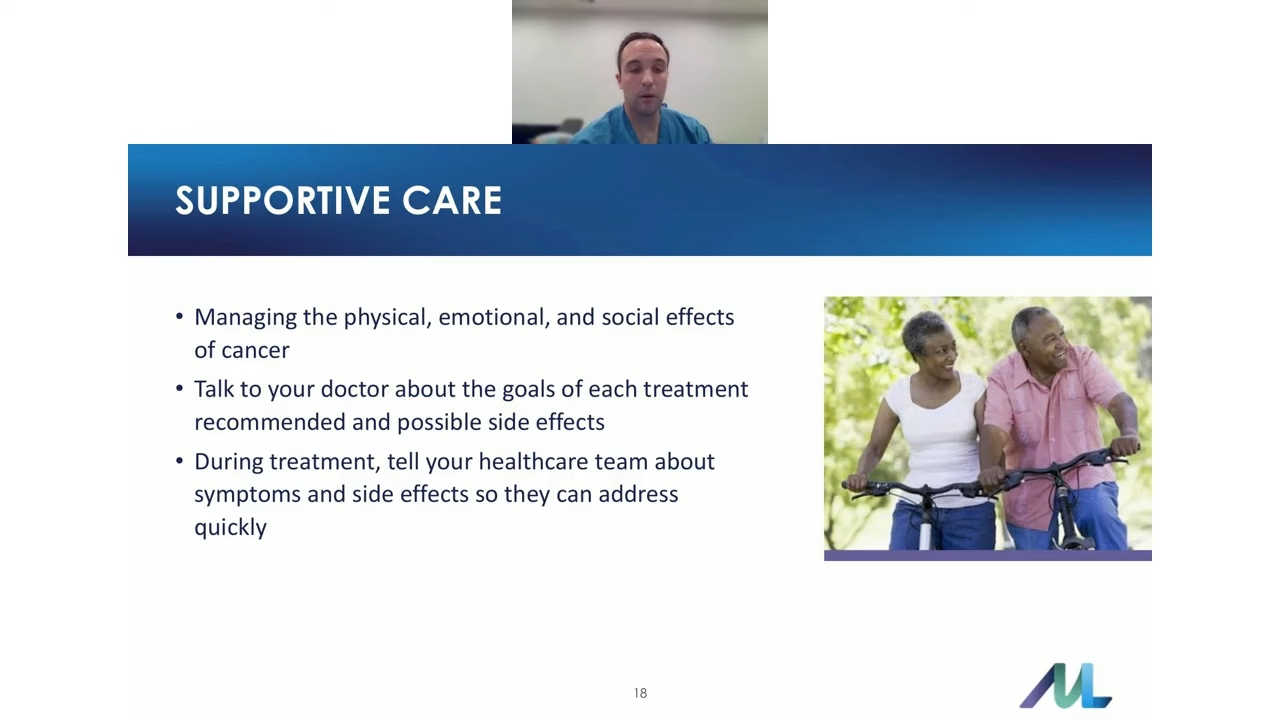 SUPPORTIVE CARE
• Managing the physical, emotional, and social effects
of cancer
• Talk to your doctor about the goals of each treatment
recommended and possible side effects
• During treatment, tell your healthcare team about
symptoms and side effects so they can address
quickly
18
ML